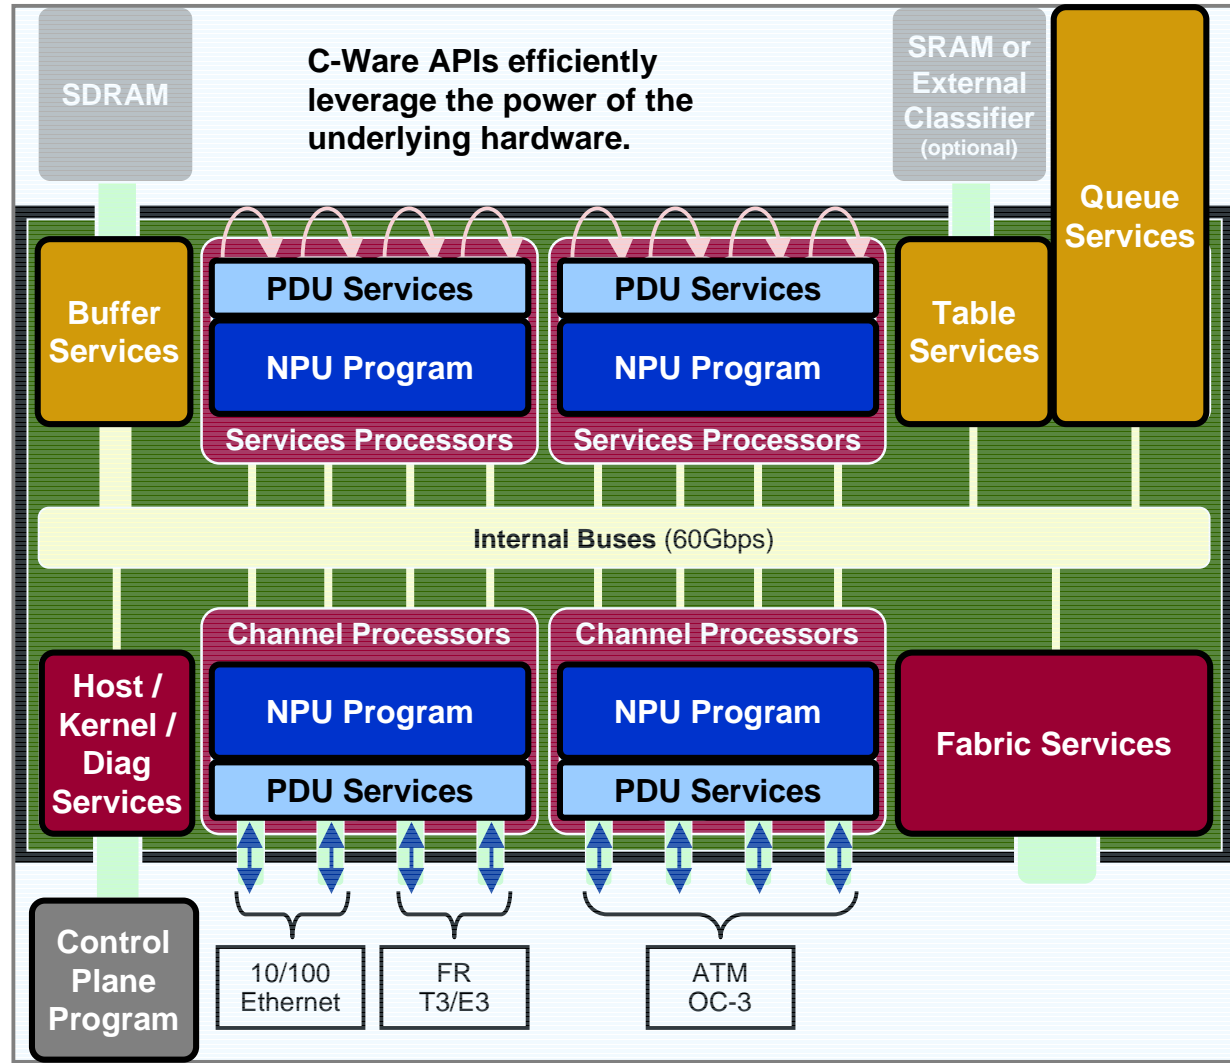 SDRAM
C-Ware APIs efficiently
leverage the power of the
underlying hardware.
SRAM or
External
Classifier
(optional)
Queue
Services
Buffer
Services
PDU Services
NPU Program
Services Processors
PDU Services
NPU Program
Services Processors
Table
Services
Internal Buses (60Gbps)
Host /
Kernel /
Diag
Services
Channel Processors
NPU Program
PDU Services
Channel Processors
NPU Program
PDU Services
Fabric Services
Control
Plane
Program
10/100
Ethernet
FR
T3/E3
ATM
OC-3